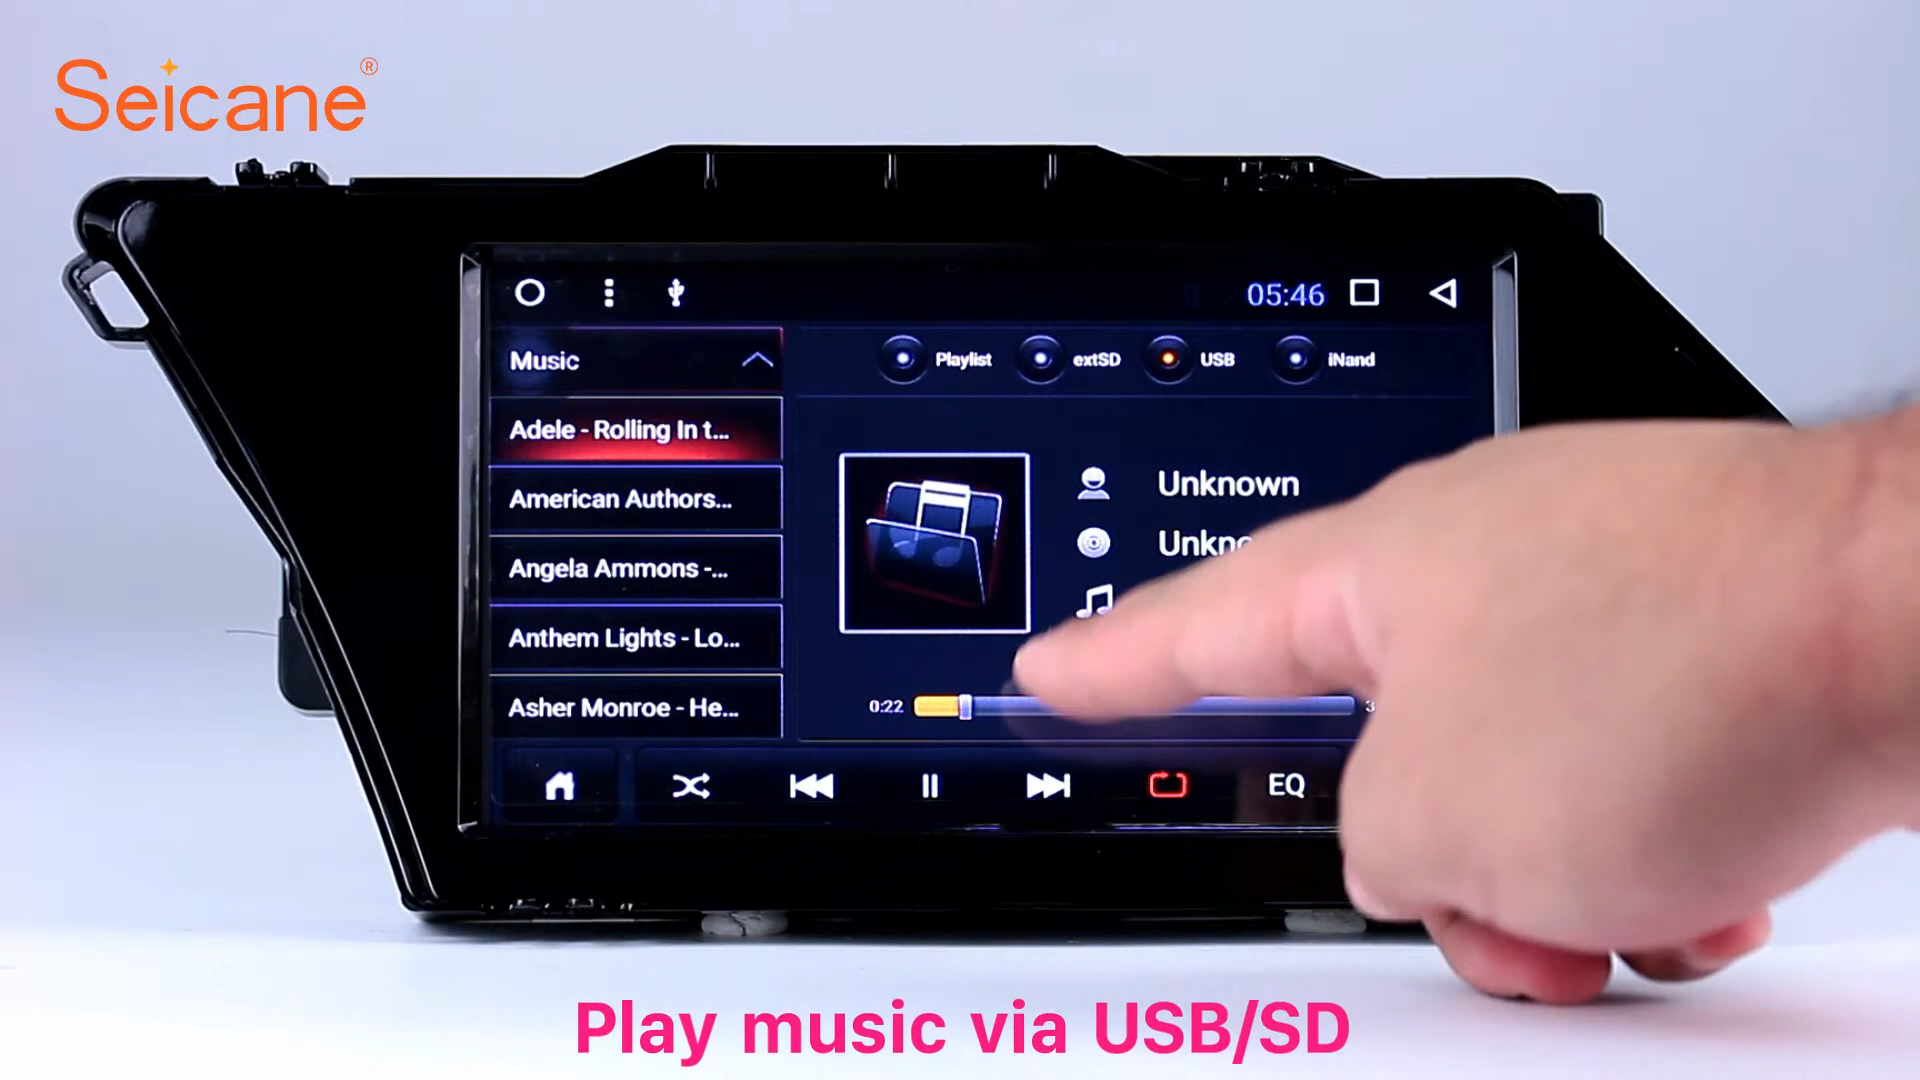 Seicane®
05:46
Music
Playlist extSD USB iNand
Adele - Rolling In t...
American Authors...
Angela Ammons -...
Anthem Lights - Lo...
Asher Monroe - He...
Unknown
0:22
EQ
Play music via USB/SD